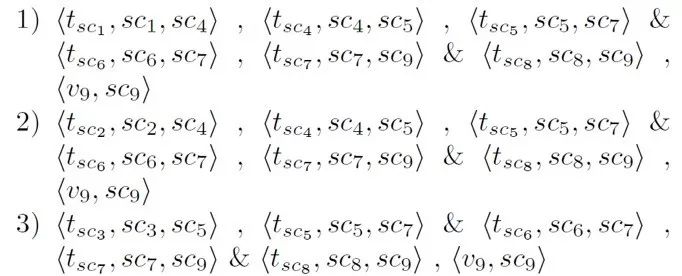 1) ⟨t_{sc_1}, sc_1, sc_4⟩ , ⟨t_{sc_4}, sc_4, sc_5⟩ , ⟨t_{sc_5}, sc_5, sc_7⟩ &
⟨t_{sc_6}, sc_6, sc_7⟩ , ⟨t_{sc_7}, sc_7, sc_9⟩ & ⟨t_{sc_8}, sc_8, sc_9⟩ ,
⟨v_9, sc_9⟩
2) ⟨t_{sc_2}, sc_2, sc_4⟩ , ⟨t_{sc_4}, sc_4, sc_5⟩ , ⟨t_{sc_5}, sc_5, sc_7⟩ &
⟨t_{sc_6}, sc_6, sc_7⟩ , ⟨t_{sc_7}, sc_7, sc_9⟩ & ⟨t_{sc_8}, sc_8, sc_9⟩ ,
⟨v_9, sc_9⟩
3) ⟨t_{sc_3}, sc_3, sc_5⟩ , ⟨t_{sc_5}, sc_5, sc_7⟩ & ⟨t_{sc_6}, sc_6, sc_7⟩ ,
⟨t_{sc_7}, sc_7, sc_9⟩ & ⟨t_{sc_8}, sc_8, sc_9⟩ , ⟨v_9, sc_9⟩